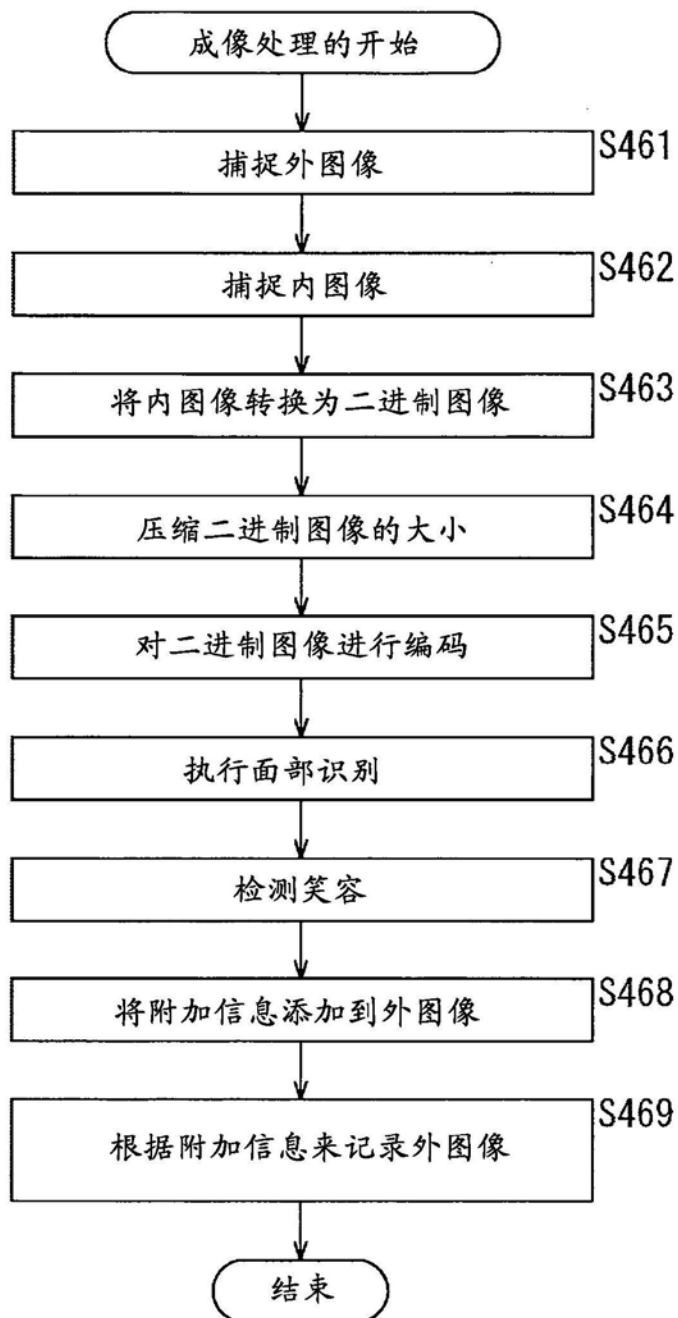 成像处理的开始
S461
捕捉外图像
S462
捕捉内图像
S463
将内图像转换为二进制图像
S464
压缩二进制图像的大小
S465
对二进制图像进行编码
S466
执行面部识别
S467
检测笑容
S468
将附加信息添加到外图像
S469
根据附加信息来记录外图像
结束